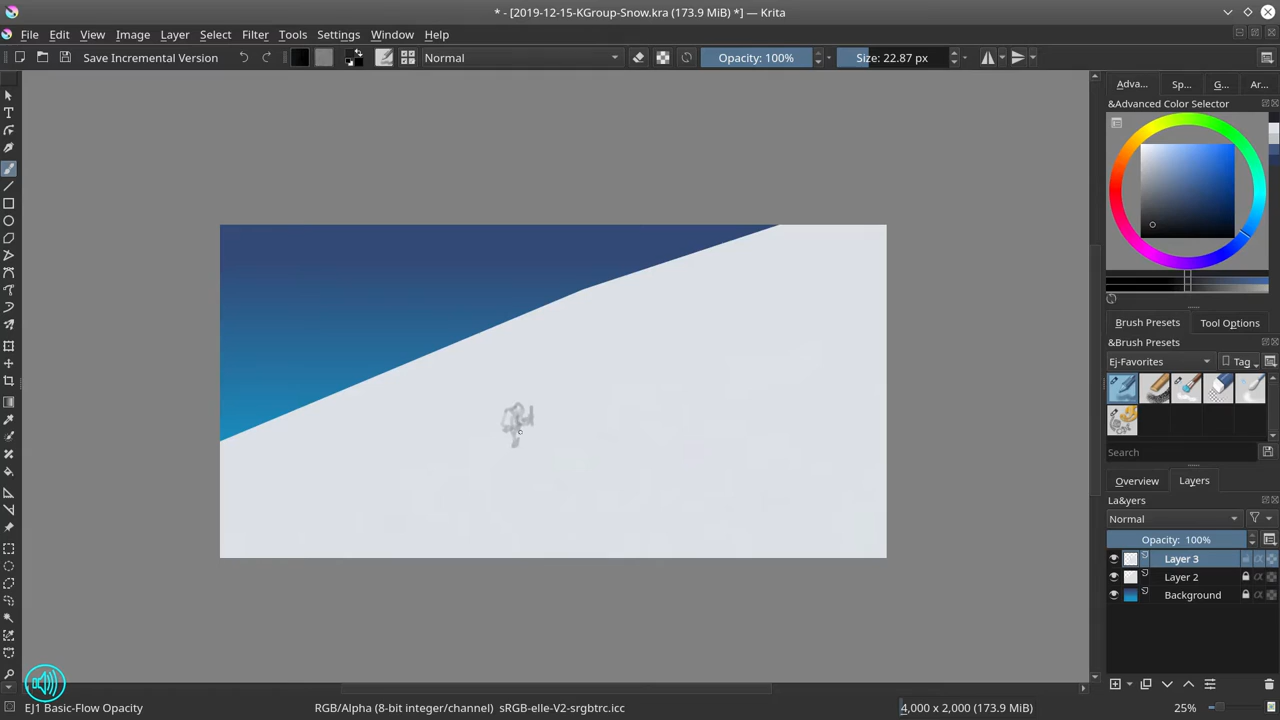 * - [2019-12-15-KGroup-Snow.kra (173.9 MiB) *] — Krita
File Edit View Image Layer Select Filter Tools Settings Window Help
Save Incremental Version Normal Opacity: 100% Size: 22.87 px
Adva... Sp... G... Ar...
&Advanced Color Selector
Brush Presets Tool Options
&Brush Presets
Ej-Favorites Tag
Search
Overview Layers
La&yers
Normal
Opacity: 100%
Layer 3
Layer 2
Background
EJ1 Basic-Flow Opacity RGB/Alpha (8-bit integer/channel) sRGB-elle-V2-srgbtrc.icc 4,000 x 2,000 (173.9 MiB) 25%